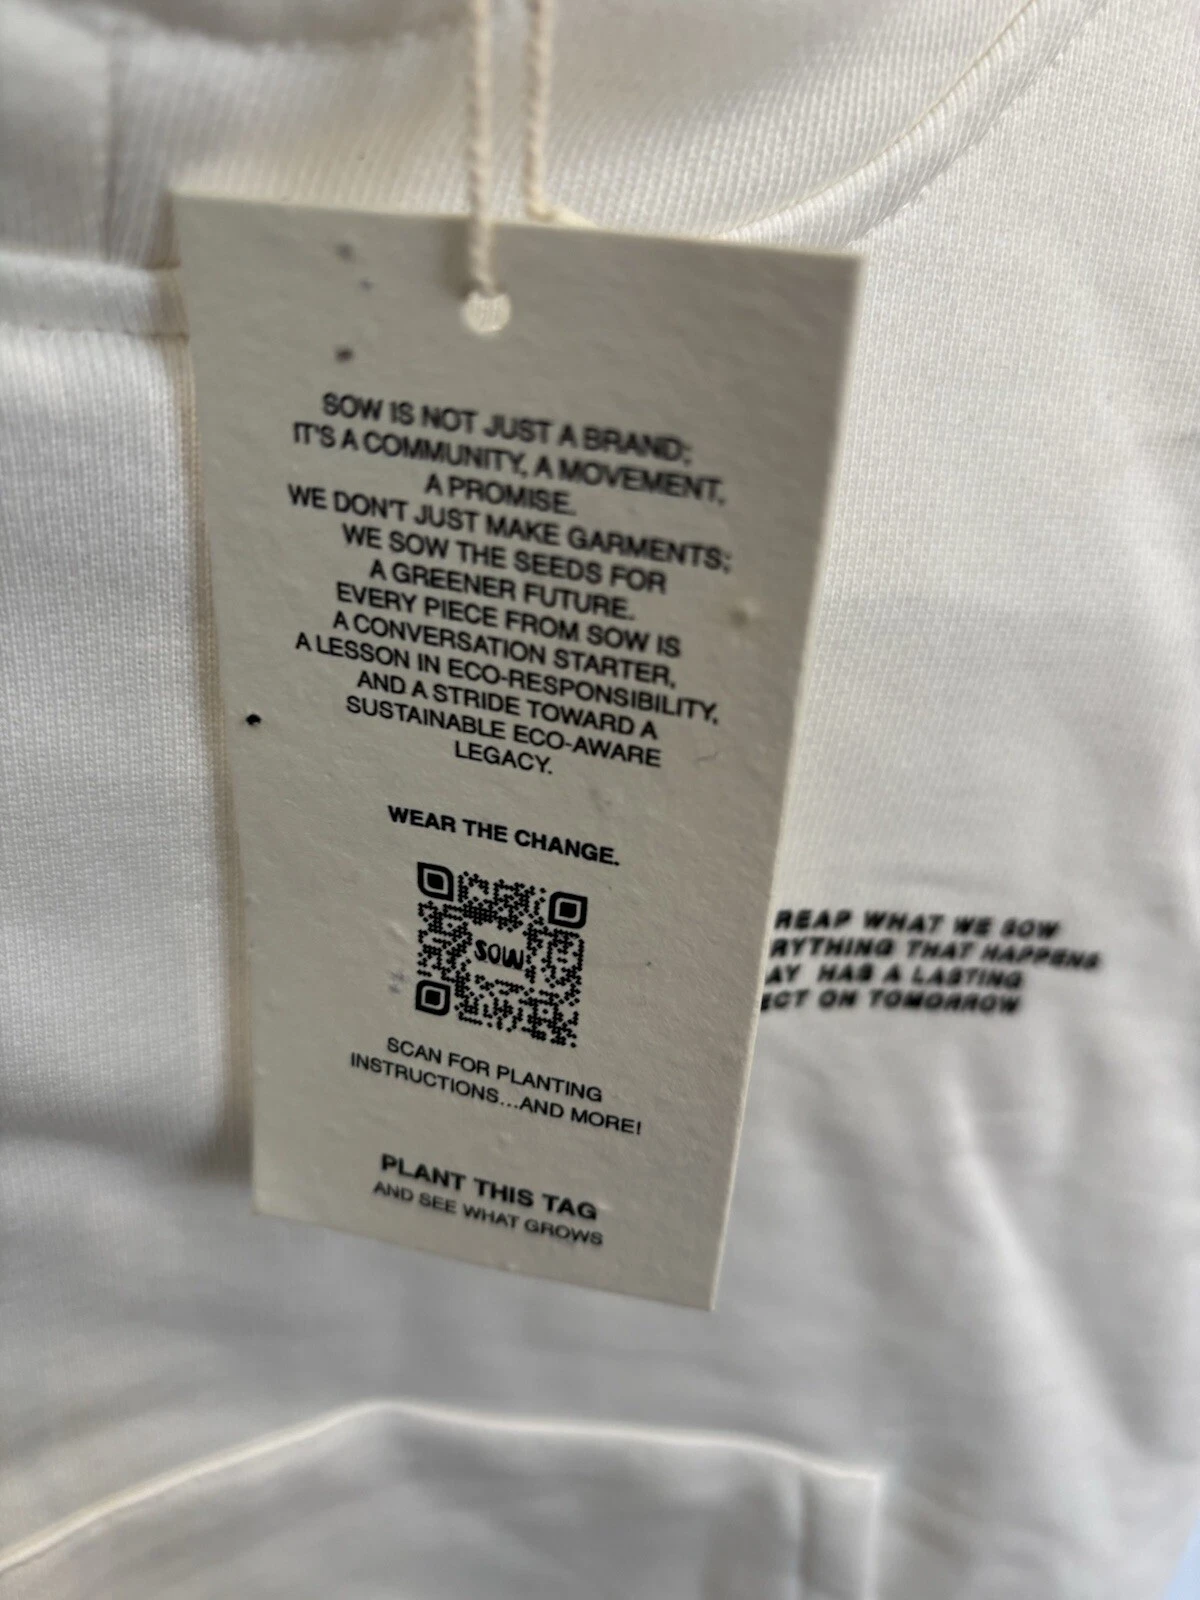 SOW IS NOT JUST A BRAND;
IT'S A COMMUNITY, A MOVEMENT,
A PROMISE.
WE DON'T JUST MAKE GARMENTS;
WE SOW THE SEEDS FOR
A GREENER FUTURE.
EVERY PIECE FROM SOW IS
A CONVERSATION STARTER,
A LESSON IN ECO-RESPONSIBILITY,
AND A STRIDE TOWARD A
SUSTAINABLE ECO-AWARE
LEGACY.
WEAR THE CHANGE.
SOW
SCAN FOR PLANTING
INSTRUCTIONS...AND MORE!
PLANT THIS TAG
AND SEE WHAT GROWS
REAP WHAT WE SOW
RYTHING THAT HAPPENS
AY HAS A LASTING
ECT ON TOMORROW